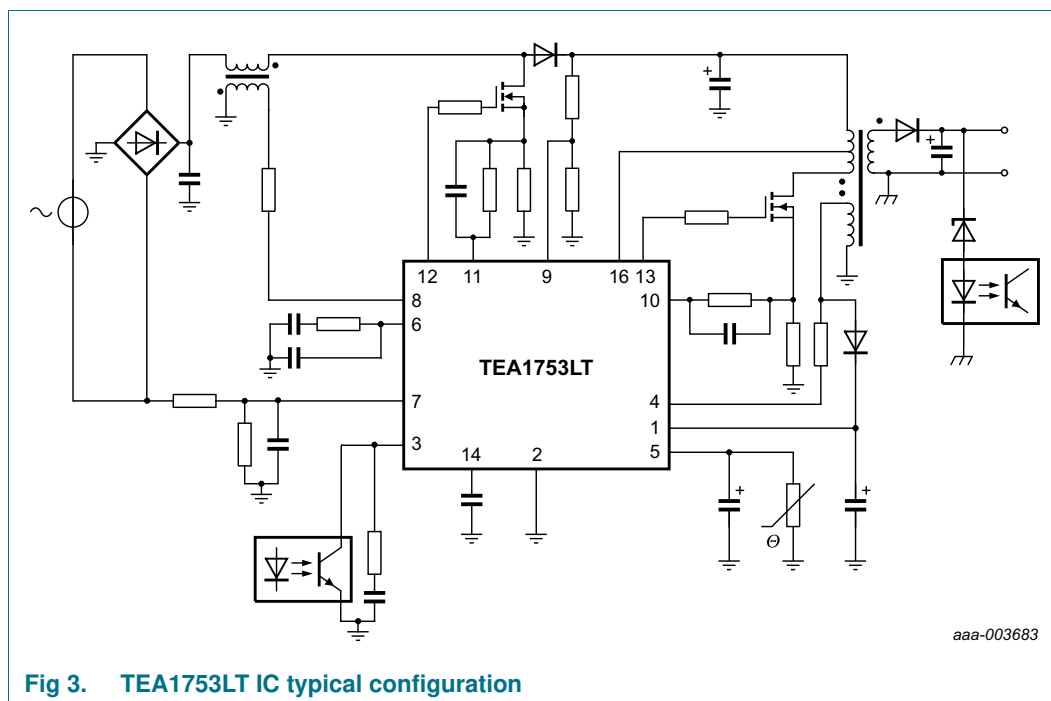 +
+
12 11 9 16 13
8
10
6
TEA1753LT
7
4
1
3
14 2
5
+
+
Θ
aaa-003683
Fig 3. TEA1753LT IC typical configuration